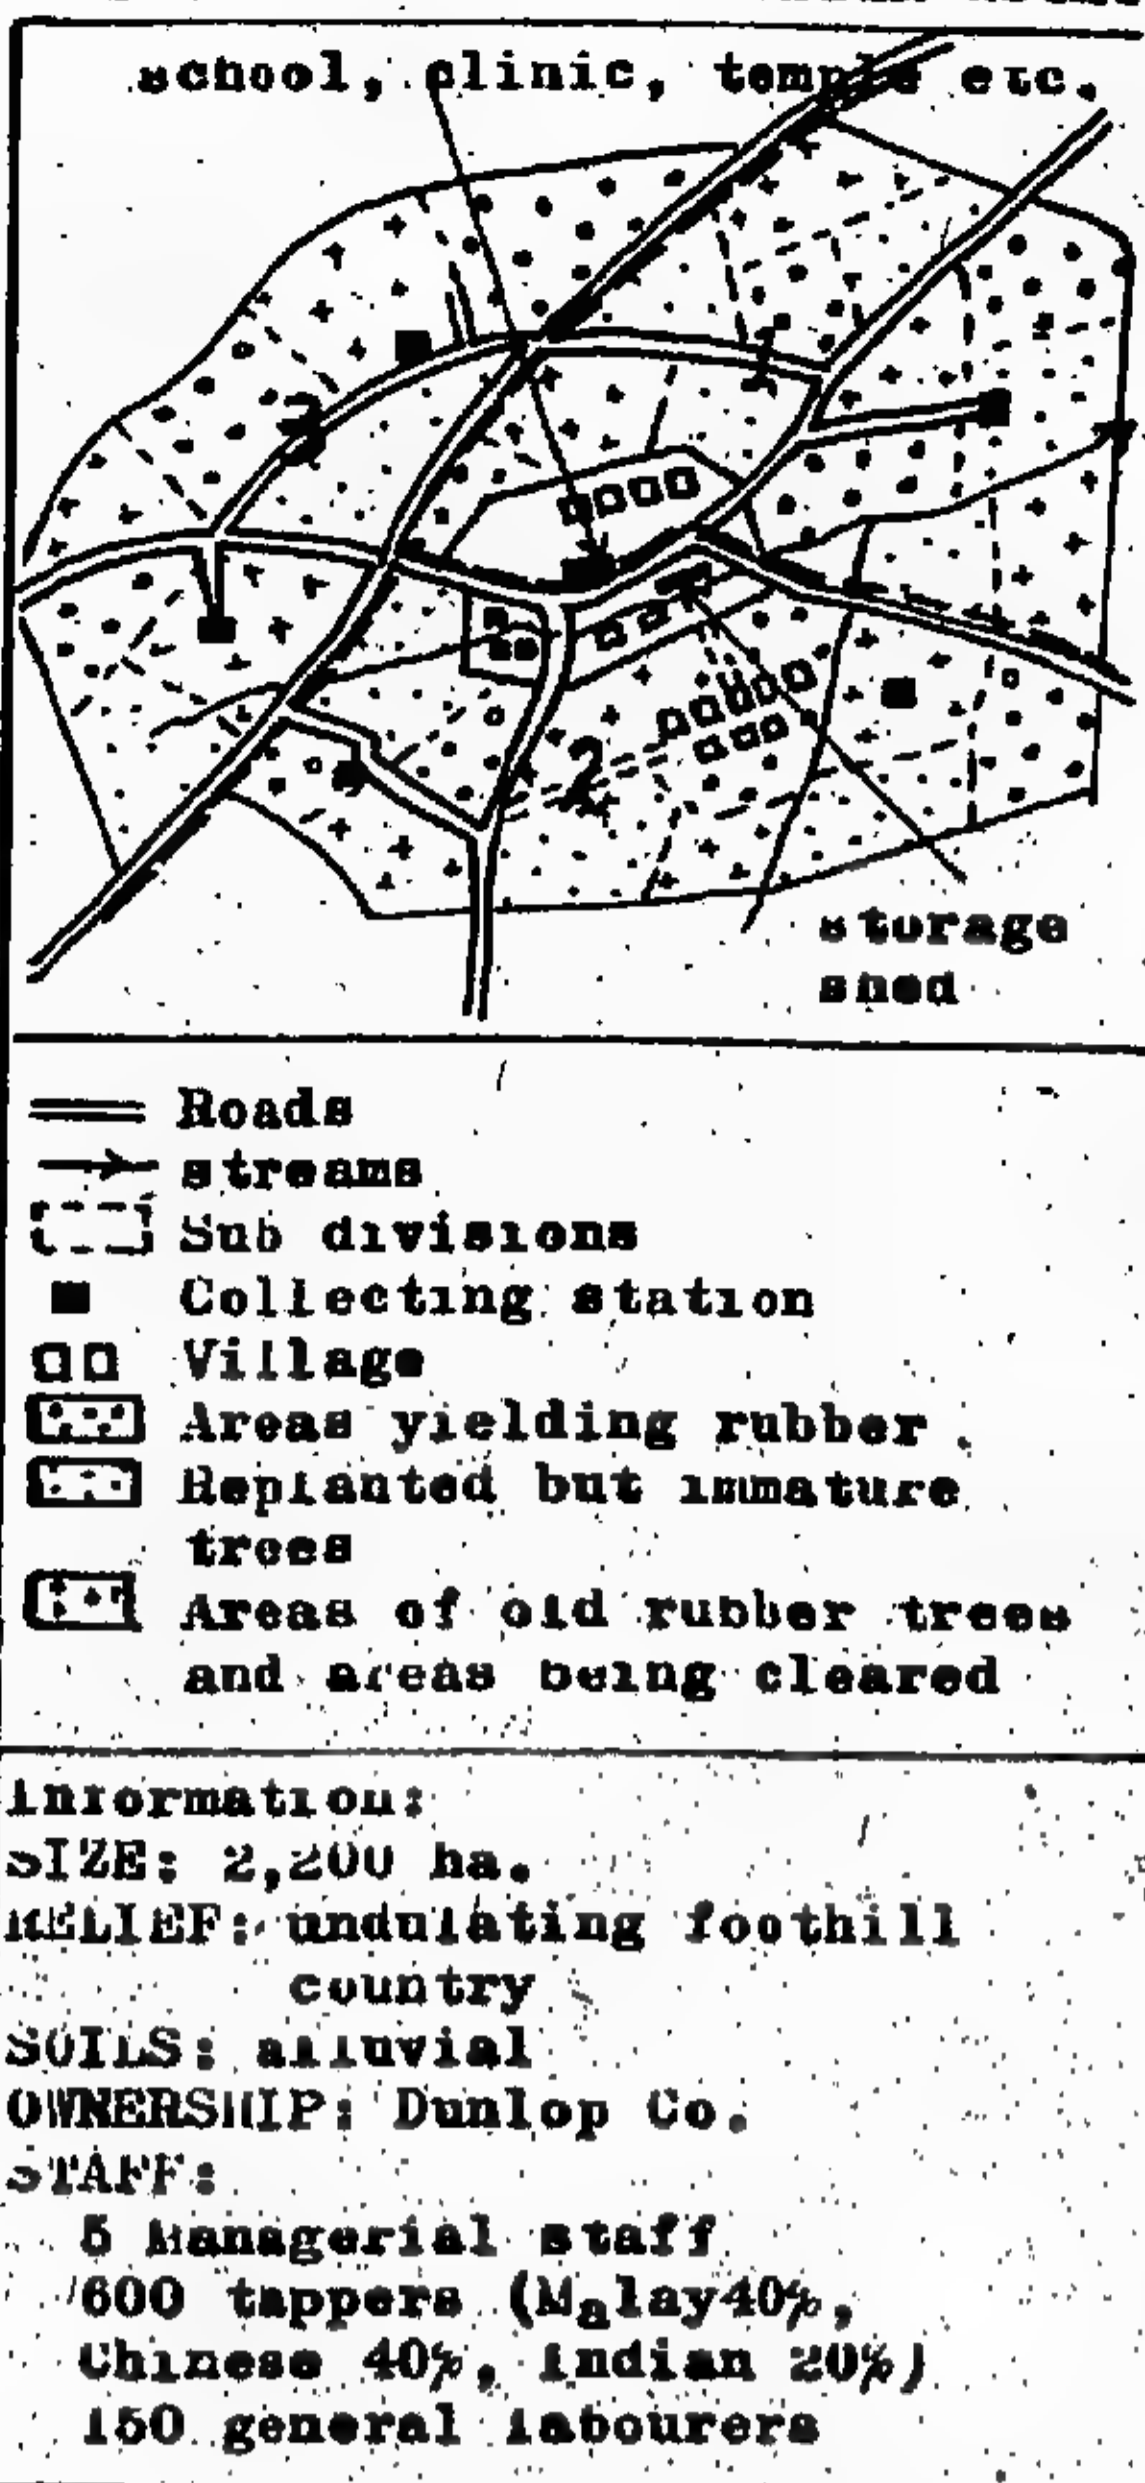 school, clinic, temple etc.
1
3
2
storage
shed
Roads
streams
Sub divisions
Collecting station
Village
Areas yielding rubber
Replanted but immature
trees
Areas of old rubber trees
and areas being cleared
Information:
SIZE: 2,200 ha.
RELIEF: undulating foothill
country
SOILS: alluvial
OWNERSHIP: Dunlop Co.
STAFF:
5 Managerial staff
600 tappers (Malay 40%,
Chinese 40%, Indian 20%)
150 general labourers